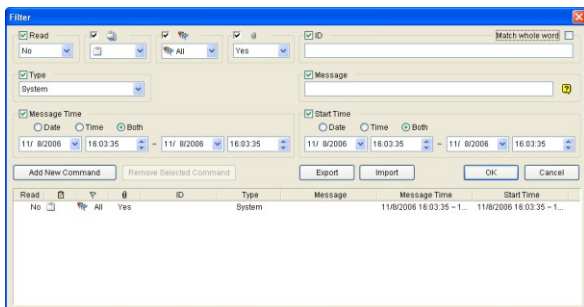 Filter
Read
ID
Match whole word
No
All
Yes
Type
Message
System
Message Time
Start Time
Date Time Both
Date Time Both
11/ 8/2006 16:03:35 ~ 11/ 8/2006 16:03:35
11/ 8/2006 16:03:35 ~ 11/ 8/2006 16:03:35
Add New Command
Remove Selected Command
Export
Import
OK
Cancel
Read ID Type Message Message Time Start Time
No All Yes System 11/8/2006 16:03:35 ~ 1... 11/8/2006 16:03:35 ~ 1...